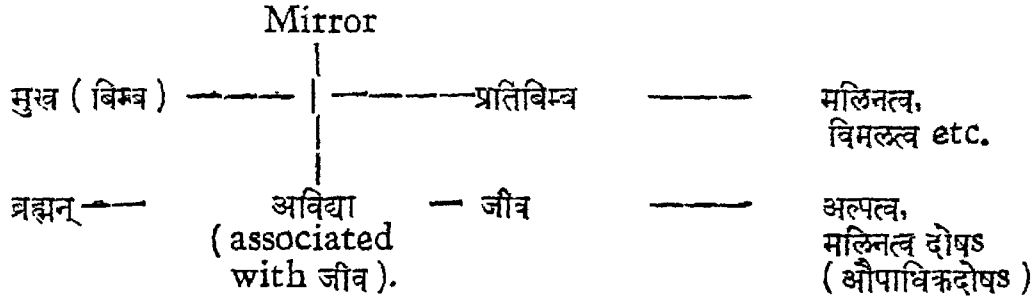 Mirror
मुख ( बिम्ब ) प्रतिबिम्ब मलिनत्व,
विमलत्व etc.
ब्रह्मन् अविद्या जीव अल्पत्व,
( associated मलिनत्व दोषs
with जीव ). ( औपाधिकदोषs )